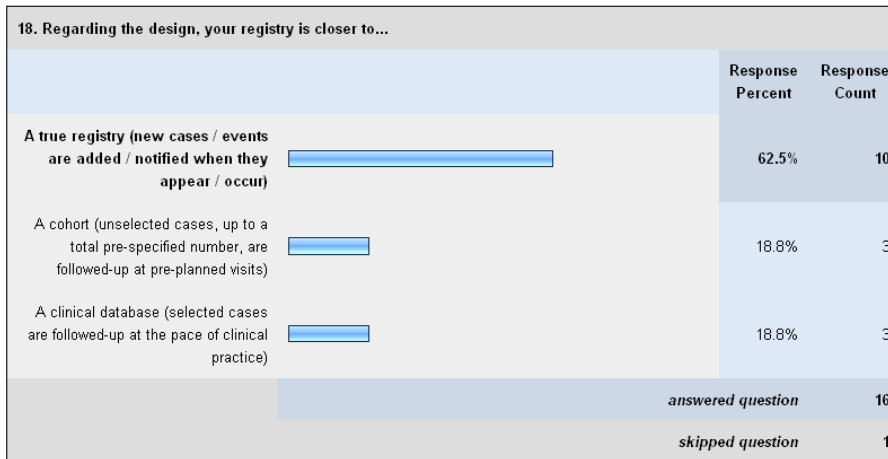 18. Regarding the design, your registry is closer to...
Response Percent
Response Count
A true registry (new cases / events
are added / notified when they
appear / occur)
62.5%
10
A cohort (unselected cases, up to a
total pre-specified number, are
followed-up at pre-planned visits)
18.8%
3
A clinical database (selected cases
are followed-up at the pace of clinical
practice)
18.8%
3
answered question
16
skipped question
1